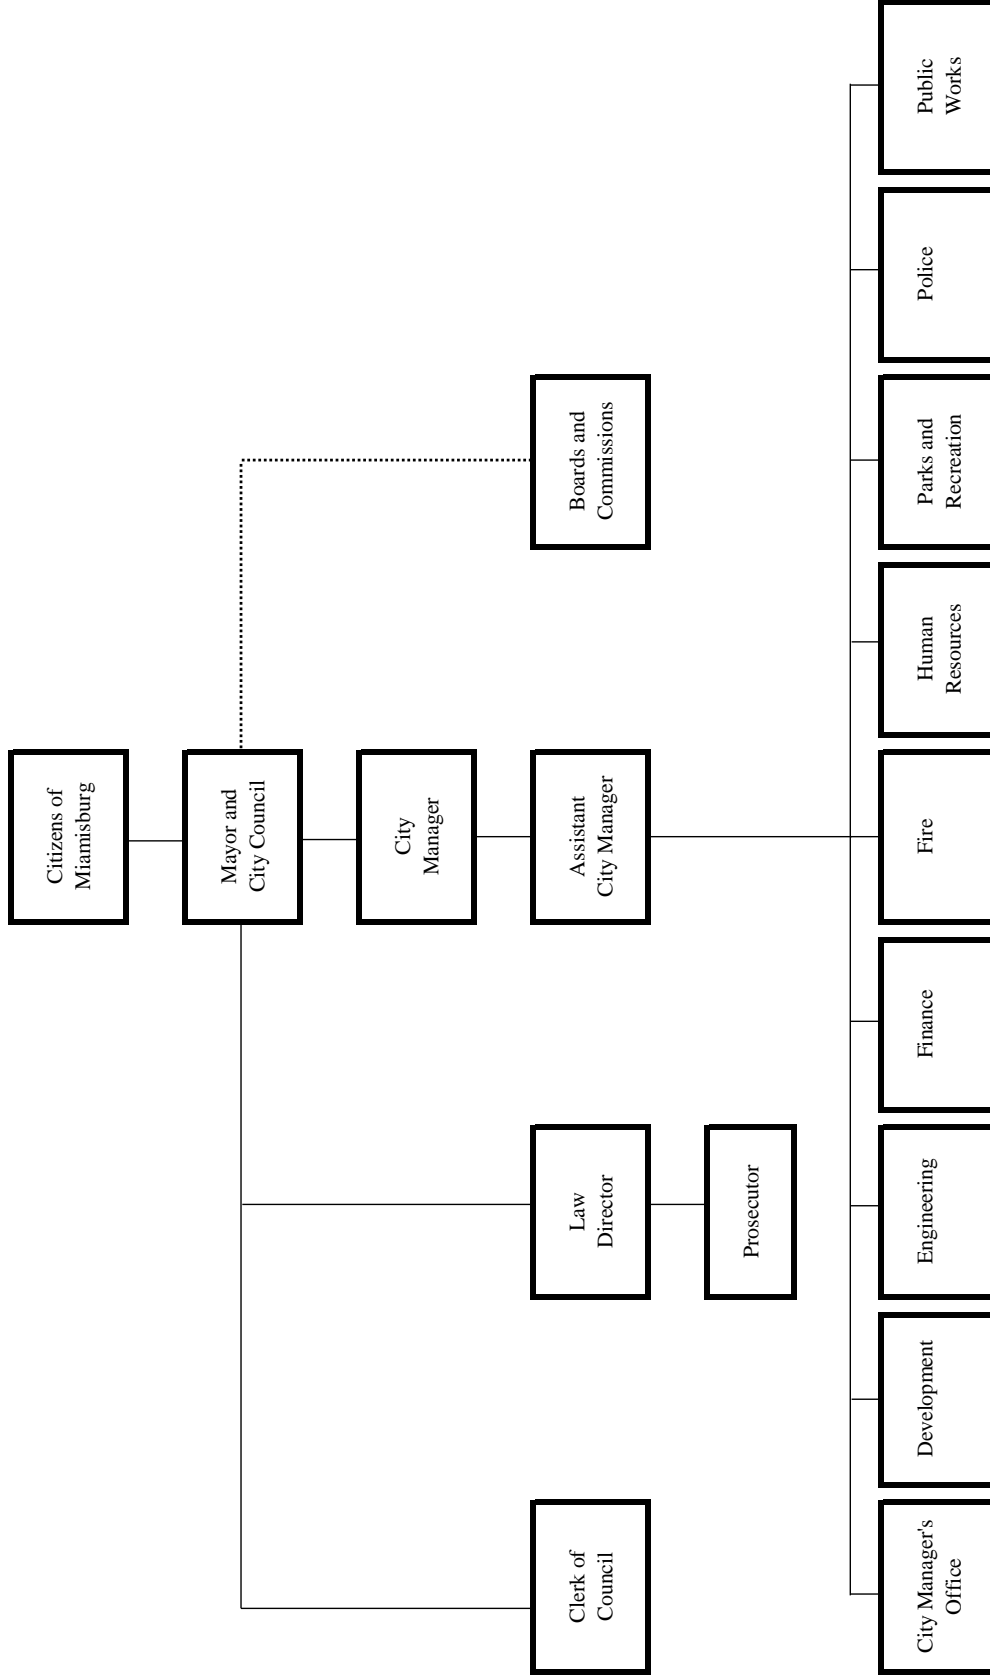 Citizens of
Miamisburg
Mayor and
City Council
City
Manager
Clerk of
Council
Law
Director
Assistant
City Manager
Boards and
Commissions
Prosecutor
City Manager's
Office
Development
Engineering
Finance
Fire
Human
Resources
Parks and
Recreation
Police
Public
Works